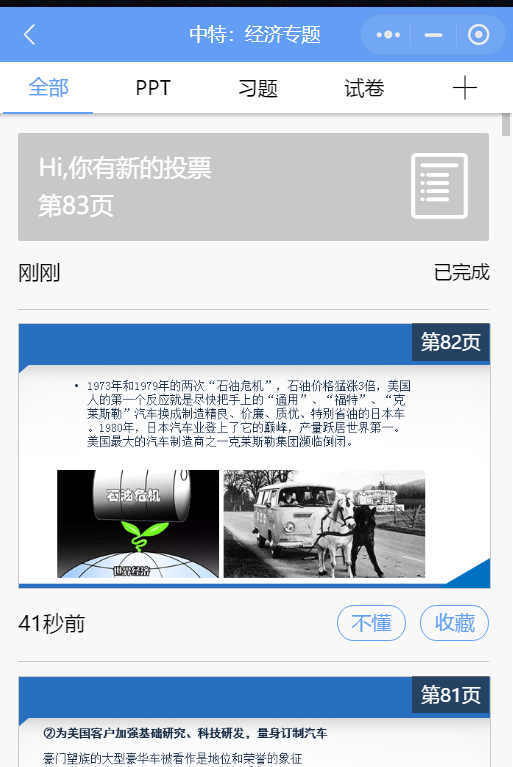 中特：经济专题
全部 PPT 习题 试卷
Hi,你有新的投票
第83页
刚刚 已完成
第82页
• 1973年和1979年的两次“石油危机”，石油价格猛涨3倍，美国
人的第一个反应就是尽快把手上的“通用”、“福特”、“克
莱斯勒”汽车换成制造精良、价廉、质优、特别省油的日本车
。1980年，日本汽车业登上了它的巅峰，产量跃居世界第一。
美国最大的汽车制造商之一克莱斯勒集团濒临倒闭。
石油危机
世界经济
41秒前 不懂 收藏
第81页
②为美国客户加强基础研究、科技研发，量身订制汽车
豪门望族的大型豪华车被看作是地位和荣誉的象征